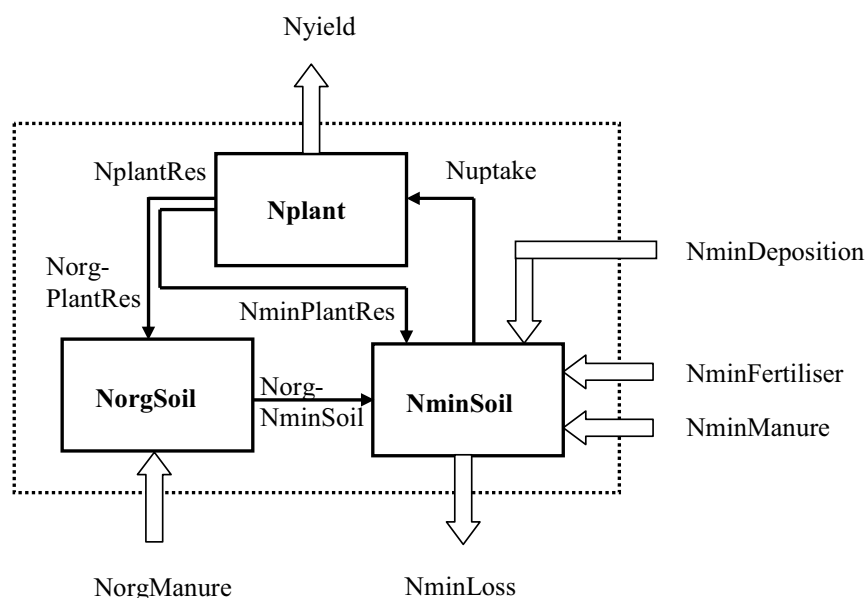 Nyield
NplantRes
Nuptake
Nplant
NminDeposition
Norg-
PlantRes
NminPlantRes
NorgSoil
Norg-
NminSoil
NminSoil
NminFertiliser
NminManure
NorgManure
NminLoss